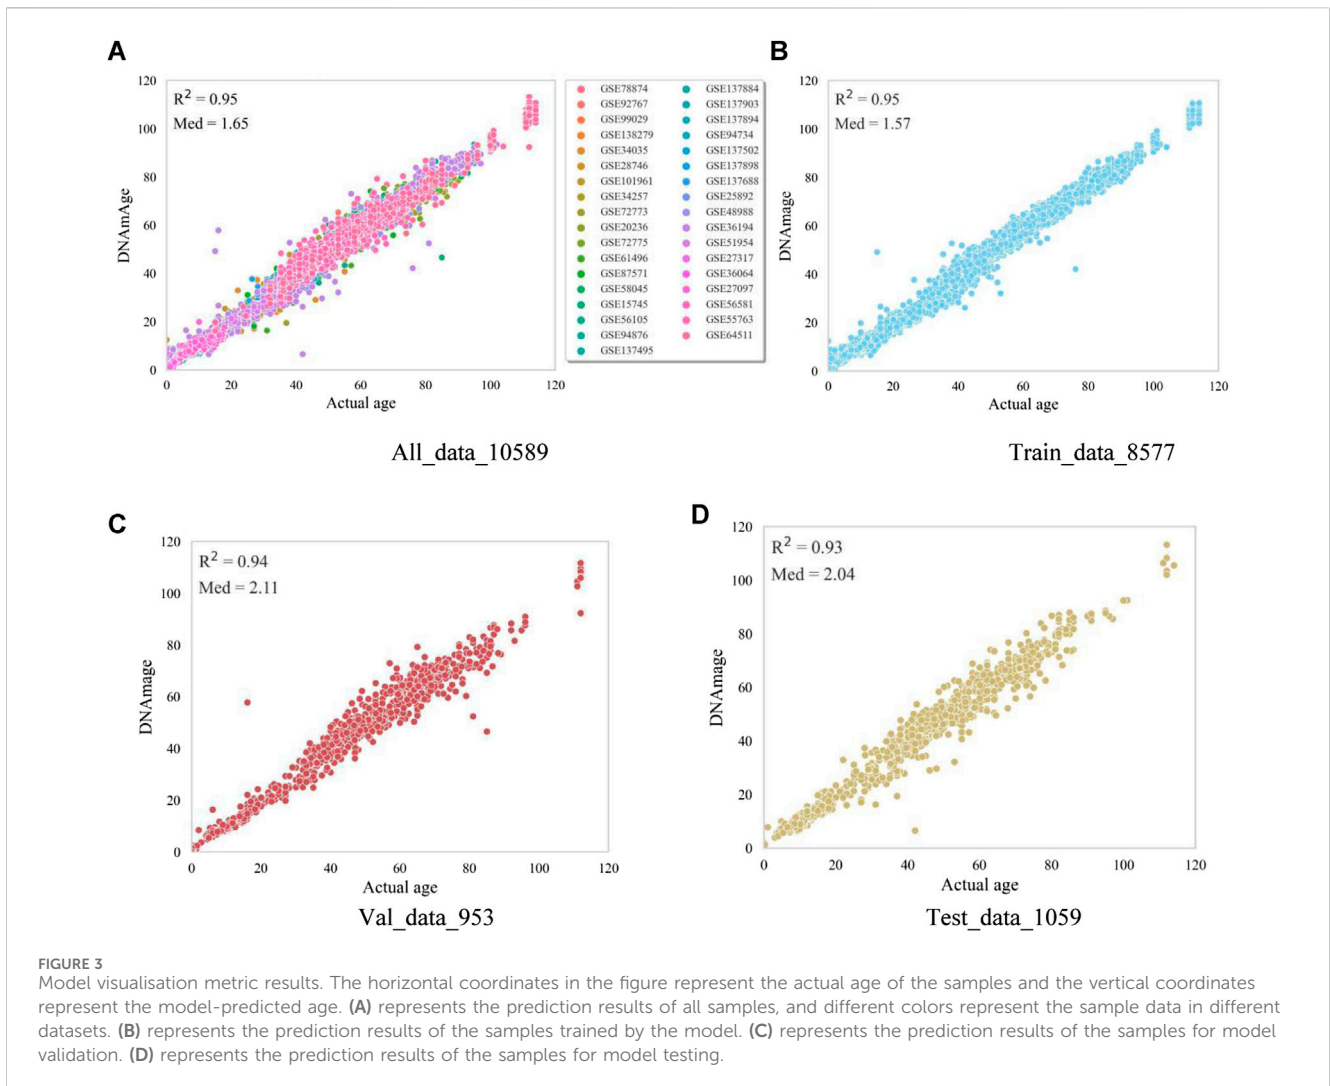 A
R² = 0.95
Med = 1.65
DNAmAge
120
100
80
60
40
20
0
0 20 40 60 80 100 120
Actual age
All_data_10589
GSE78874 GSE137884
GSE92767 GSE137903
GSE99029 GSE137894
GSE138279 GSE94734
GSE34035 GSE137502
GSE28746 GSE137898
GSE101961 GSE137688
GSE34257 GSE25892
GSE72773 GSE48988
GSE20236 GSE36194
GSE72775 GSE51954
GSE61496 GSE27317
GSE87571 GSE36064
GSE58045 GSE27097
GSE15745 GSE56581
GSE56105 GSE55763
GSE94876 GSE64511
GSE137495
B
R² = 0.95
Med = 1.57
DNAmage
120
100
80
60
40
20
0
0 20 40 60 80 100 120
Actual age
Train_data_8577
C
R² = 0.94
Med = 2.11
DNAmage
120
100
80
60
40
20
0
0 20 40 60 80 100 120
Actual age
Val_data_953
D
R² = 0.93
Med = 2.04
DNAmage
120
100
80
60
40
20
0
0 20 40 60 80 100 120
Actual age
Test_data_1059
FIGURE 3
Model visualisation metric results. The horizontal coordinates in the figure represent the actual age of the samples and the vertical coordinates
represent the model-predicted age. (A) represents the prediction results of all samples, and different colors represent the sample data in different
datasets. (B) represents the prediction results of the samples trained by the model. (C) represents the prediction results of the samples for model
validation. (D) represents the prediction results of the samples for model testing.